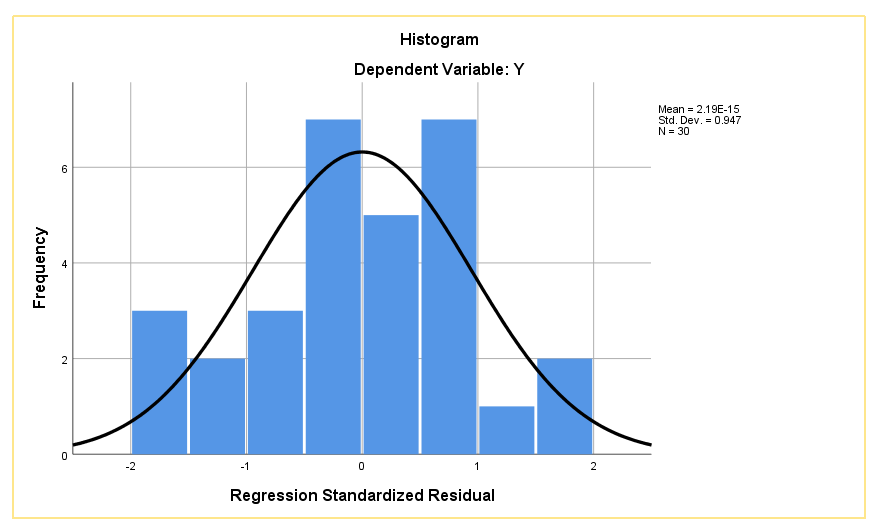 Histogram
Dependent Variable: Y
Mean = 2.19E-15
Std. Dev. = 0.947
N = 30
Frequency
6
4
2
0
-2
-1
0
1
2
Regression Standardized Residual